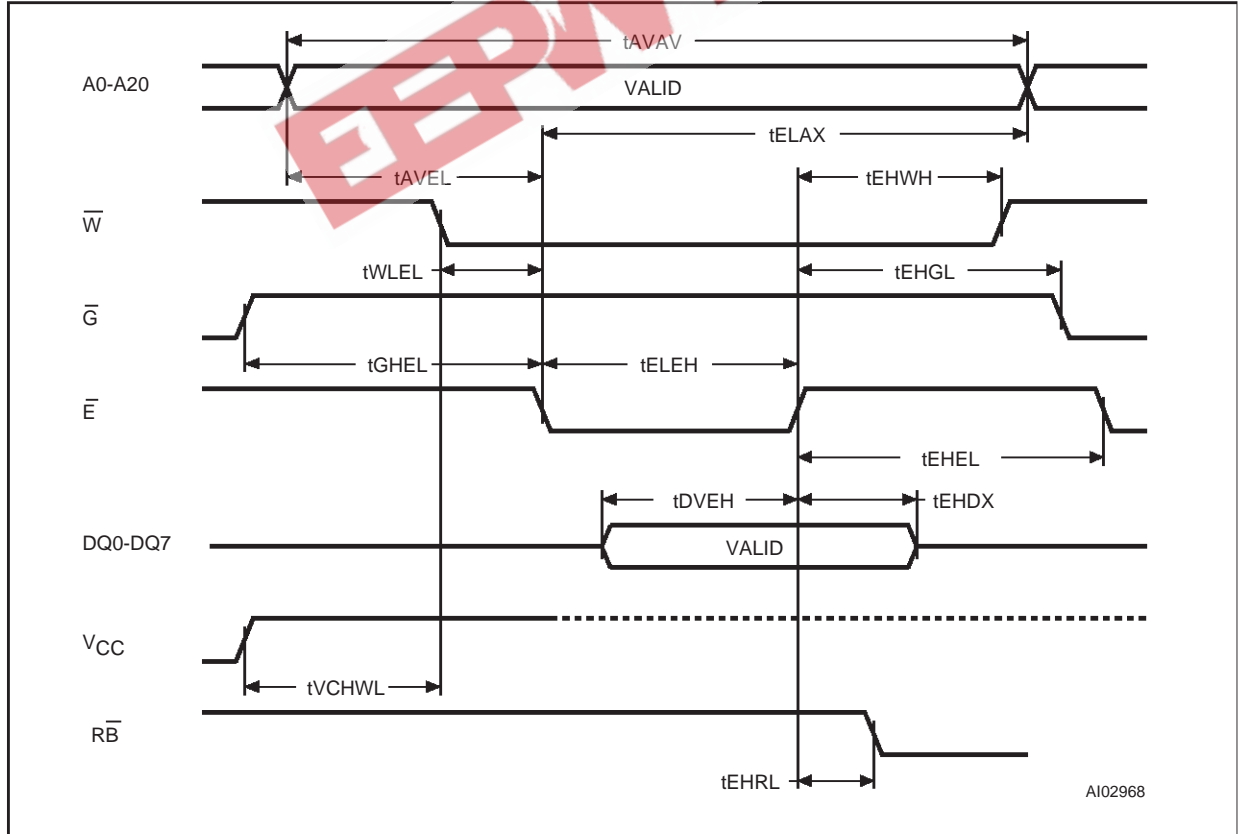 tAVAV
A0-A20
VALID
tELAX
tAVEL
tEHWH
W̅
tWLEL
tEHGL
G̅
tGHEL
tELEH
E̅
tEHEL
tDVEH
tEHDX
DQ0-DQ7
VALID
VCC
tVCHWL
RB̅
tEHRL
AI02968